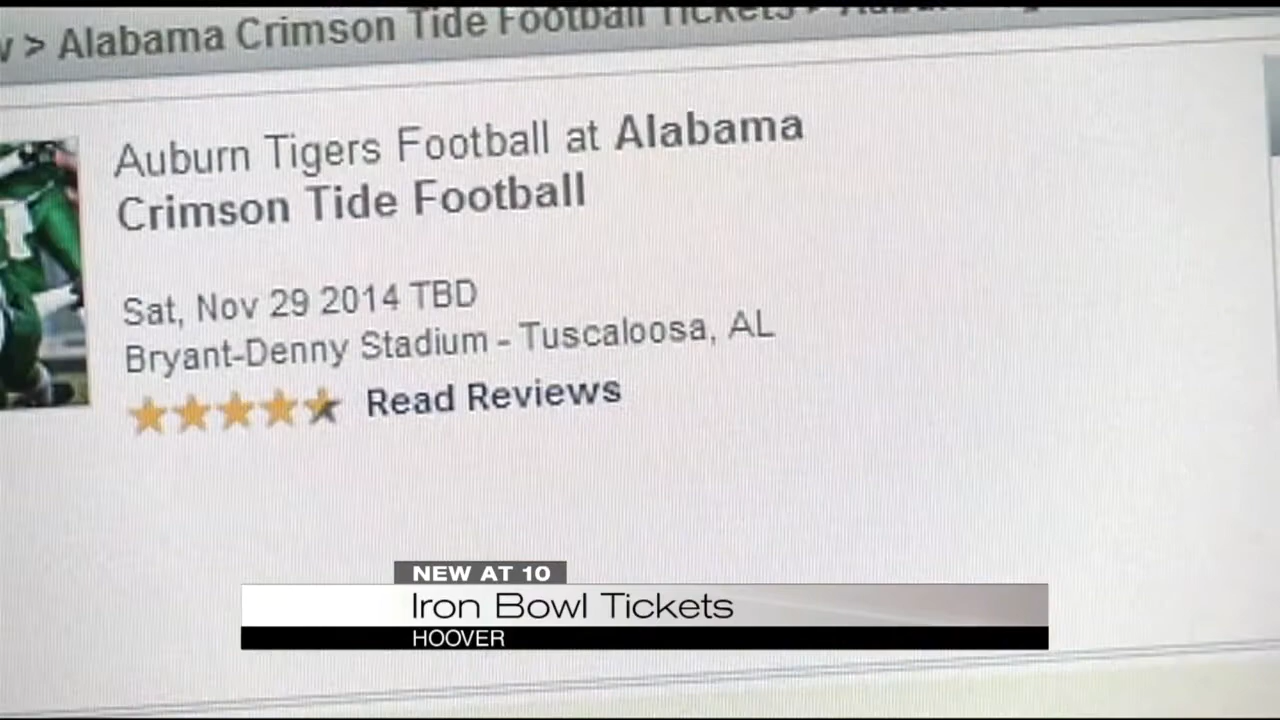 > Alabama Crimson Tide Football Tickets >
Auburn Tigers Football at Alabama
Crimson Tide Football
Sat, Nov 29 2014 TBD
Bryant-Denny Stadium - Tuscaloosa, AL
Read Reviews
NEW AT 10
Iron Bowl Tickets
HOOVER